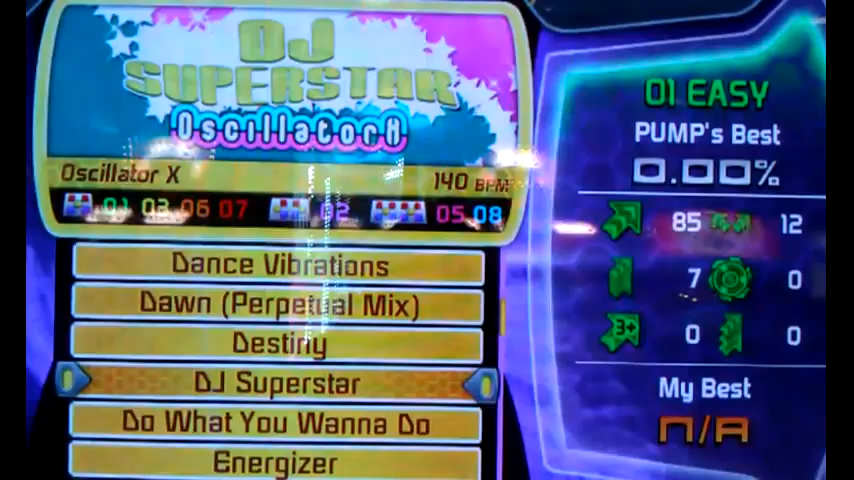 DJ
SUPERSTAR
OscillatorX
Oscillator X
140 BPM
01 03 06 07 02 05 08
Dance Vibrations
Dawn (Perpetual Mix)
Destiny
DJ Superstar
Do What You Wanna Do
Energizer
01 EASY
PUMP's Best
0.00%
85 12
7 0
3+ 0 0
My Best
n/a